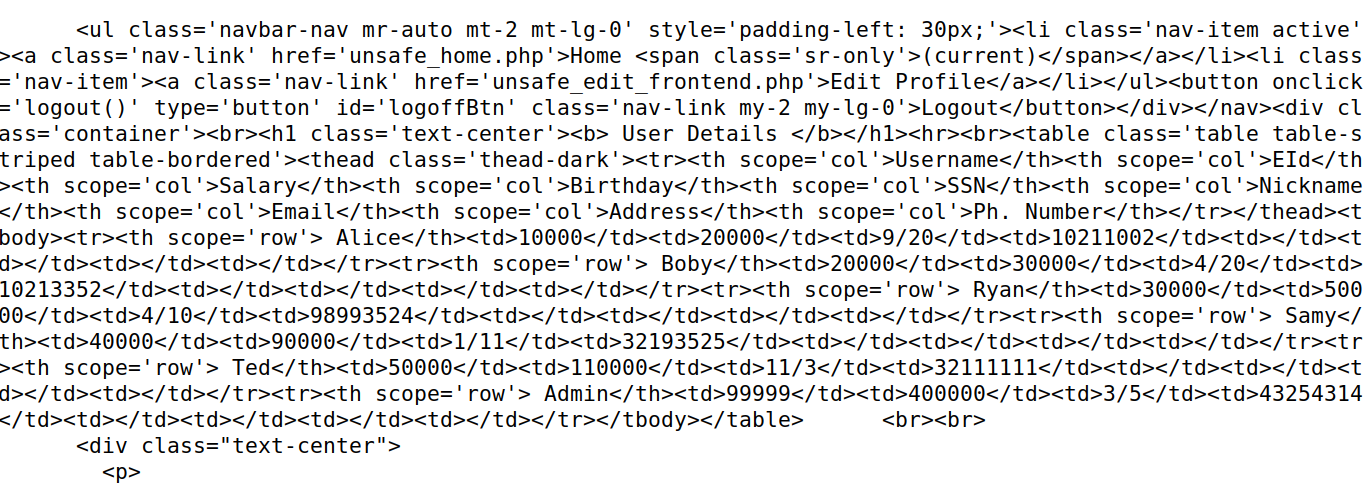 <ul class='navbar-nav mr-auto mt-2 mt-lg-0' style='padding-left: 30px;'><li class='nav-item active'
><a class='nav-link' href='unsafe_home.php'>Home <span class='sr-only'>(current)</span></a></li><li class
='nav-item'><a class='nav-link' href='unsafe_edit_frontend.php'>Edit Profile</a></li></ul><button onclick
='logout()' type='button' id='logoffBtn' class='nav-link my-2 my-lg-0'>Logout</button></div></nav><div cl
ass='container'><br><h1 class='text-center'><b> User Details </b></h1><hr><br><table class='table table-s
triped table-bordered'><thead class='thead-dark'><tr><th scope='col'>Username</th><th scope='col'>EId</th
><th scope='col'>Salary</th><th scope='col'>Birthday</th><th scope='col'>SSN</th><th scope='col'>Nickname
</th><th scope='col'>Email</th><th scope='col'>Address</th><th scope='col'>Ph. Number</th></tr></thead><t
body><tr><th scope='row'> Alice</th><td>10000</td><td>20000</td><td>9/20</td><td>10211002</td><td></td><t
d></td><td></td><td></td></tr><tr><th scope='row'> Boby</th><td>20000</td><td>30000</td><td>4/20</td><td>
10213352</td><td></td><td></td><td></td><td></td></tr><tr><th scope='row'> Ryan</th><td>30000</td><td>500
00</td><td>4/10</td><td>98993524</td><td></td><td></td><td></td><td></td></tr><tr><th scope='row'> Samy</
th><td>40000</td><td>90000</td><td>1/11</td><td>32193525</td><td></td><td></td><td></td><td></td></tr><tr
><th scope='row'> Ted</th><td>50000</td><td>110000</td><td>11/3</td><td>32111111</td><td></td><td></td><t
d></td><td></td></tr><tr><th scope='row'> Admin</th><td>99999</td><td>400000</td><td>3/5</td><td>43254314
</td><td></td><td></td><td></td><td></td></tr></tbody></table>      <br><br>
      <div class="text-center">
        <p>